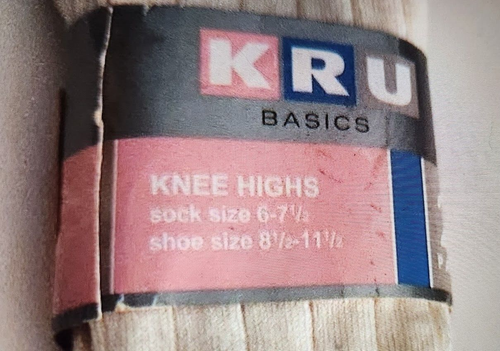 KRU
BASICS
KNEE HIGHS
sock size 6-7½
shoe size 8½-11½